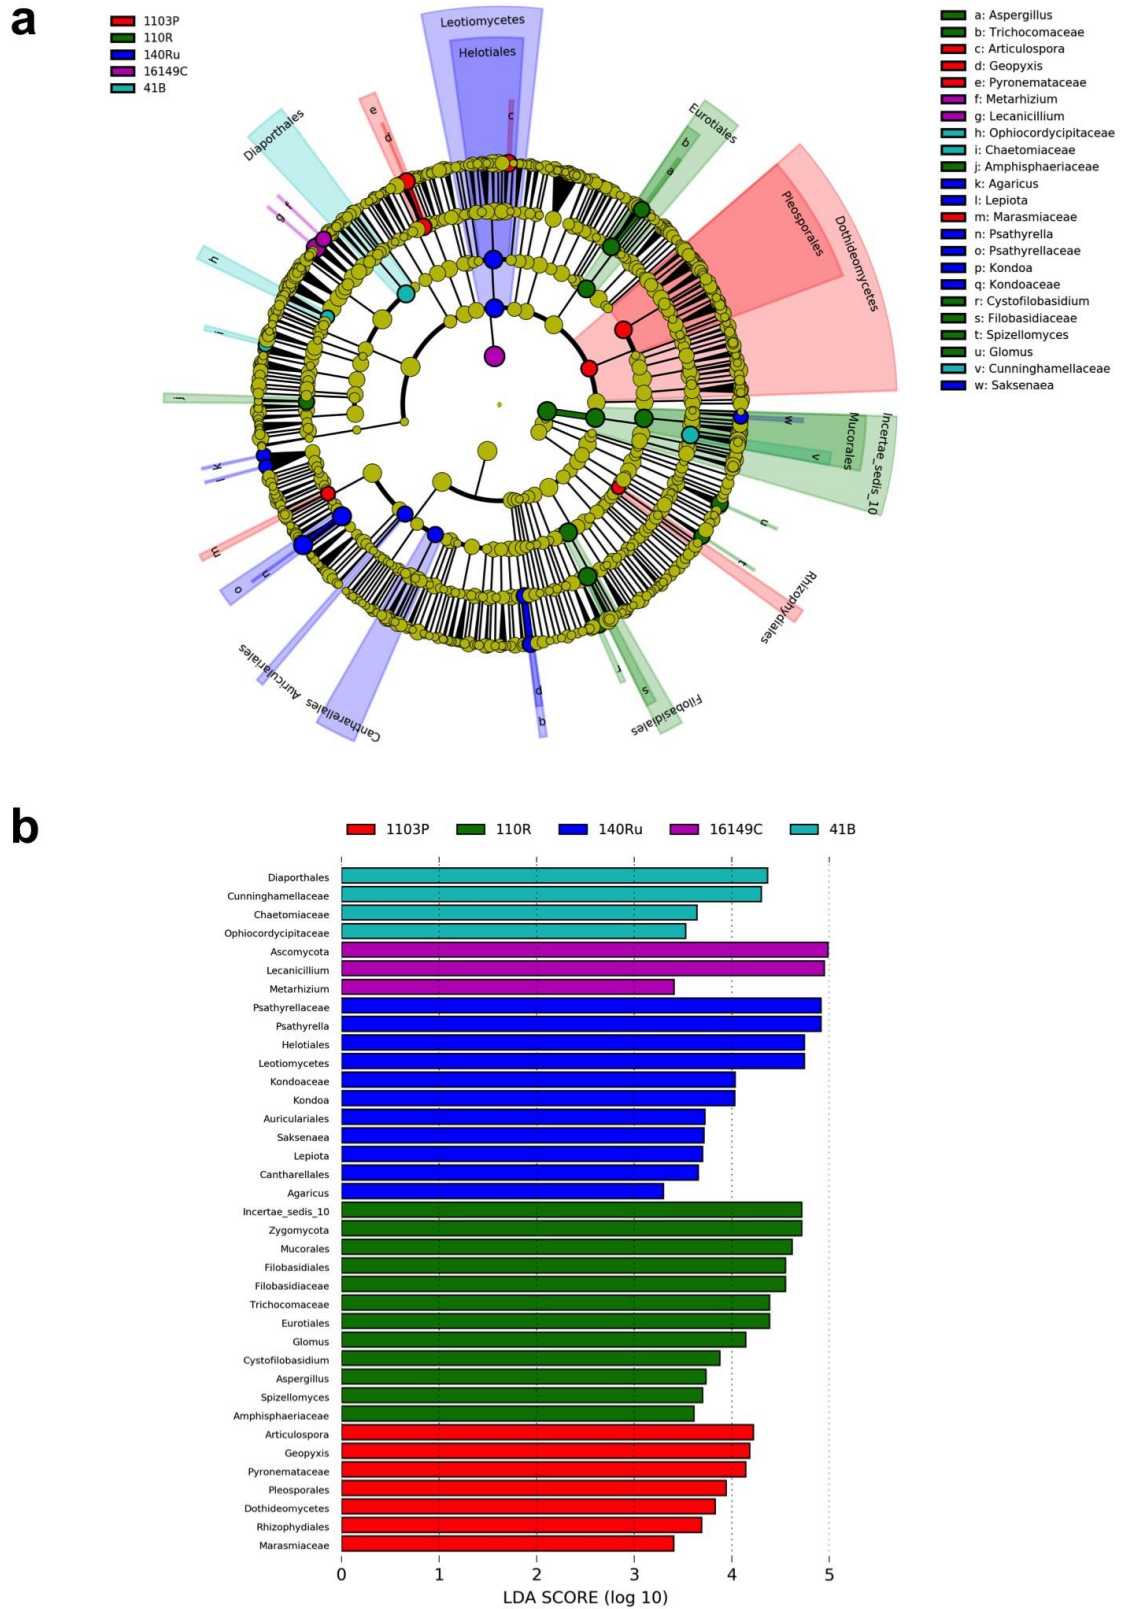 a
1103P
110R
140Ru
16149C
41B
a: Aspergillus
b: Trichocomaceae
c: Articulospora
d: Geopyxis
e: Pyronemataceae
f: Metarhizium
g: Lecanicillium
h: Ophiocordycipitaceae
i: Chaetomiaceae
j: Amphisphaeriaceae
k: Agaricus
l: Lepiota
m: Marasmiaceae
n: Psathyrella
o: Psathyrellaceae
p: Kondoa
q: Kondoaceae
r: Cystofilobasidium
s: Filobasidiaceae
t: Spizellomyces
u: Glomus
v: Cunninghamellaceae
w: Saksenaea
Leotiomycetes
Helotiales
c
Eurotiales
b
a
Pleosporales
Dothideomycetes
w
Mucorales
Incertae_sedis_10
v
u
t
Rhizophydiales
r
s
Filobasidiales
p
q
Cantharellales
Auriculariales
n
o
m
l
k
j
i
h
g
f
Diaporthales
d
e
b
1103P 110R 140Ru 16149C 41B
Diaporthales
Cunninghamellaceae
Chaetomiaceae
Ophiocordycipitaceae
Ascomycota
Lecanicillium
Metarhizium
Psathyrellaceae
Psathyrella
Helotiales
Leotiomycetes
Kondoaceae
Kondoa
Auriculariales
Saksenaea
Lepiota
Cantharellales
Agaricus
Incertae_sedis_10
Zygomycota
Mucorales
Filobasidiales
Filobasidiaceae
Trichocomaceae
Eurotiales
Glomus
Cystofilobasidium
Aspergillus
Spizellomyces
Amphisphaeriaceae
Articulospora
Geopyxis
Pyronemataceae
Pleosporales
Dothideomycetes
Rhizophydiales
Marasmiaceae
0 1 2 3 4 5
LDA SCORE (log 10)